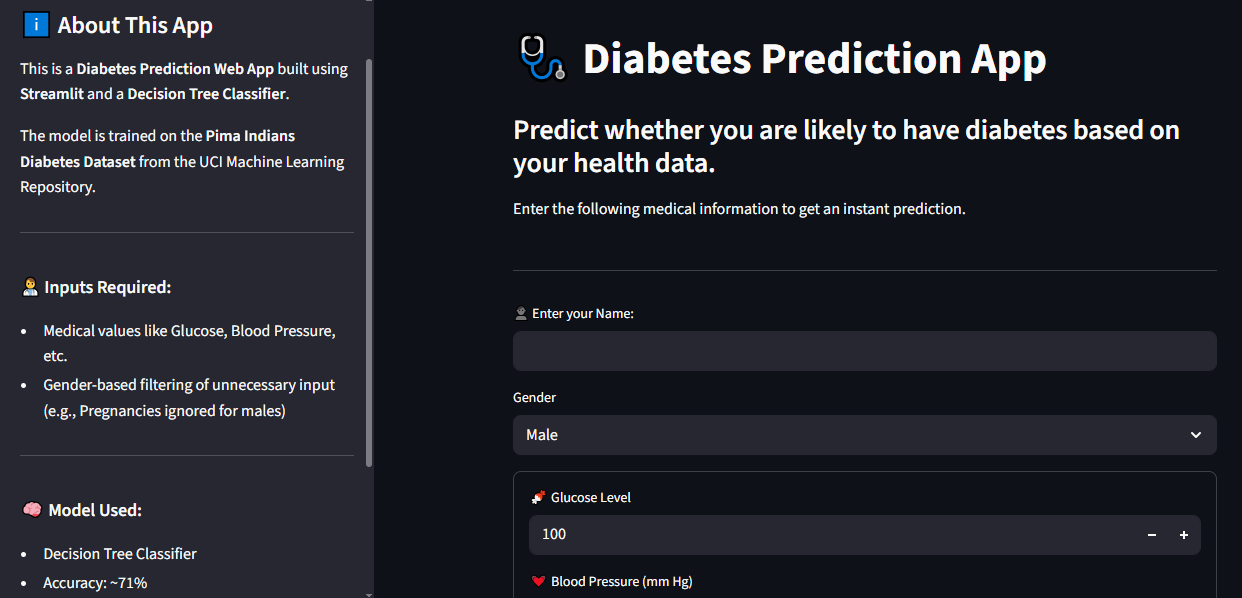 About This App
This is a Diabetes Prediction Web App built using
Streamlit and a Decision Tree Classifier.
The model is trained on the Pima Indians
Diabetes Dataset from the UCI Machine Learning
Repository.
Inputs Required:
Medical values like Glucose, Blood Pressure,
etc.
Gender-based filtering of unnecessary input
(e.g., Pregnancies ignored for males)
Model Used:
Decision Tree Classifier
Accuracy: ~71%
Diabetes Prediction App
Predict whether you are likely to have diabetes based on
your health data.
Enter the following medical information to get an instant prediction.
Enter your Name:
Gender
Male
Glucose Level
100
Blood Pressure (mm Hg)